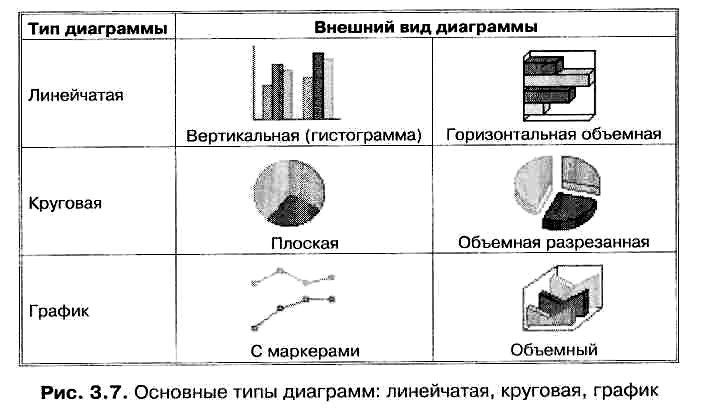 Тип диаграммы
Внешний вид диаграммы
Линейчатая
Вертикальная (гистограмма)
Горизонтальная объемная
Круговая
Плоская
Объемная разрезанная
График
С маркерами
Объемный
Рис. 3.7. Основные типы диаграмм: линейчатая, круговая, график